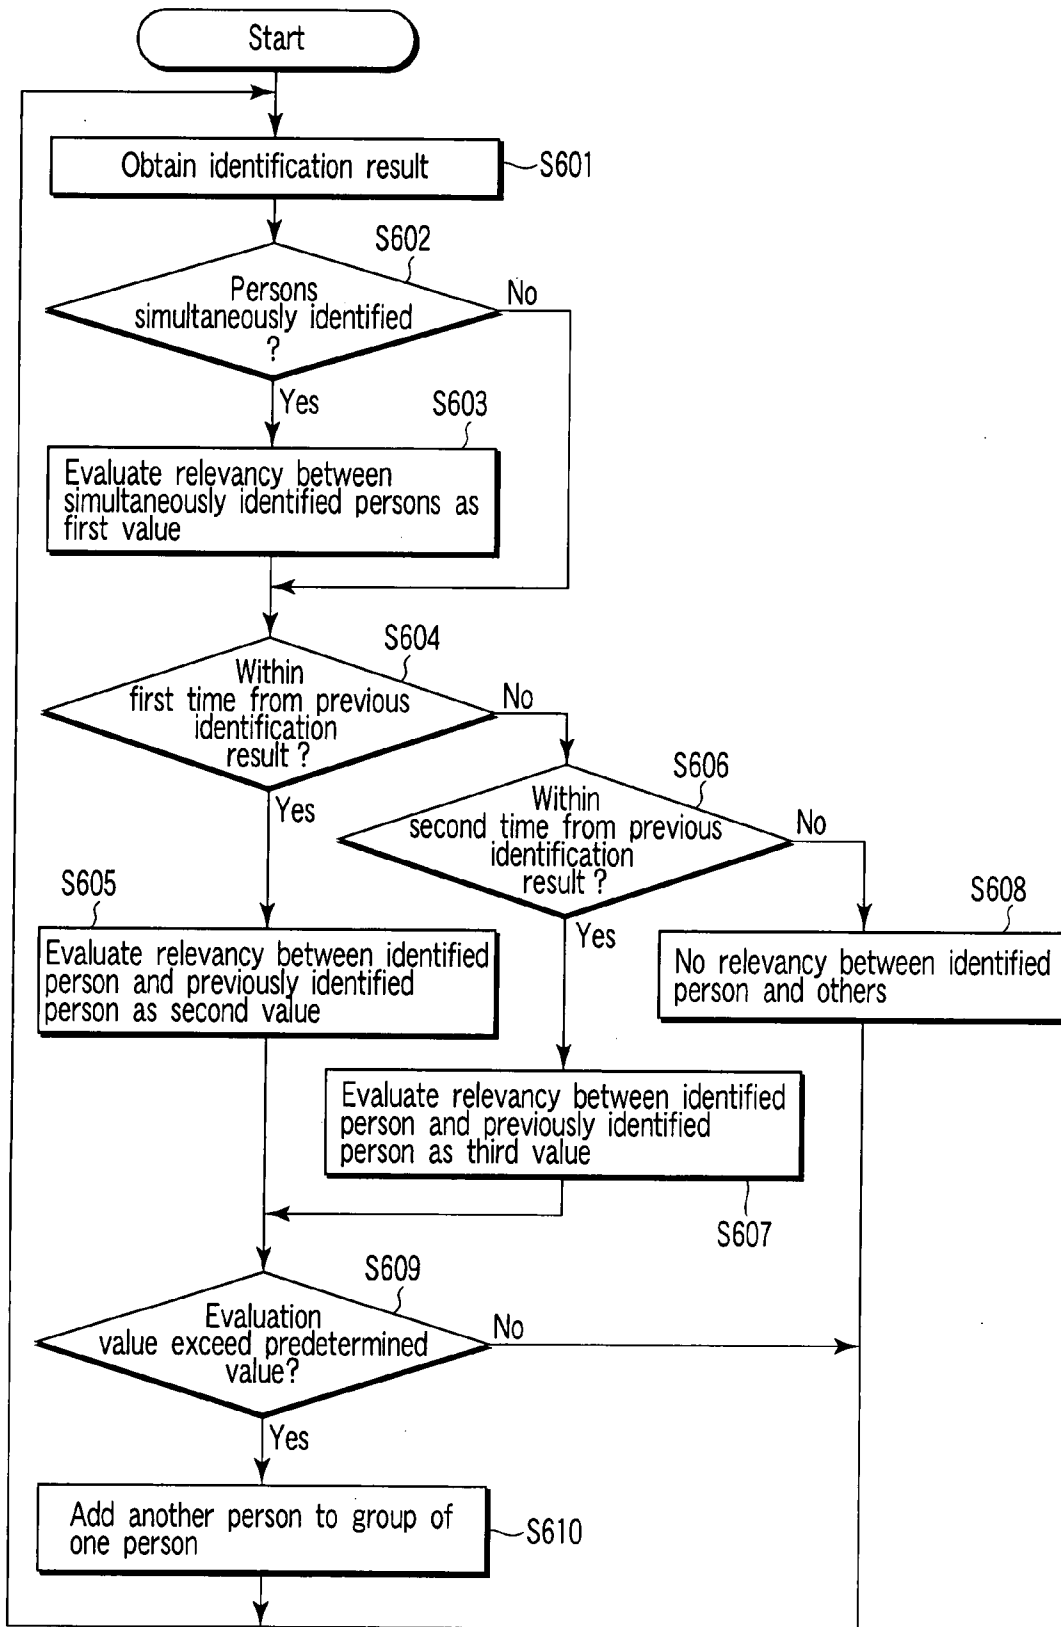 Start
Obtain identification result
S601
S602
Persons
simultaneously identified
?
No
Yes
S603
Evaluate relevancy between
simultaneously identified persons as
first value
S604
Within
first time from previous
identification
result ?
No
Yes
S606
Within
second time from previous
identification
result ?
No
Yes
S605
Evaluate relevancy between identified
person and previously identified
person as second value
S608
No relevancy between identified
person and others
Evaluate relevancy between identified
person and previously identified
person as third value
S607
S609
Evaluation
value exceed predetermined
value?
No
Yes
Add another person to group of
one person
S610